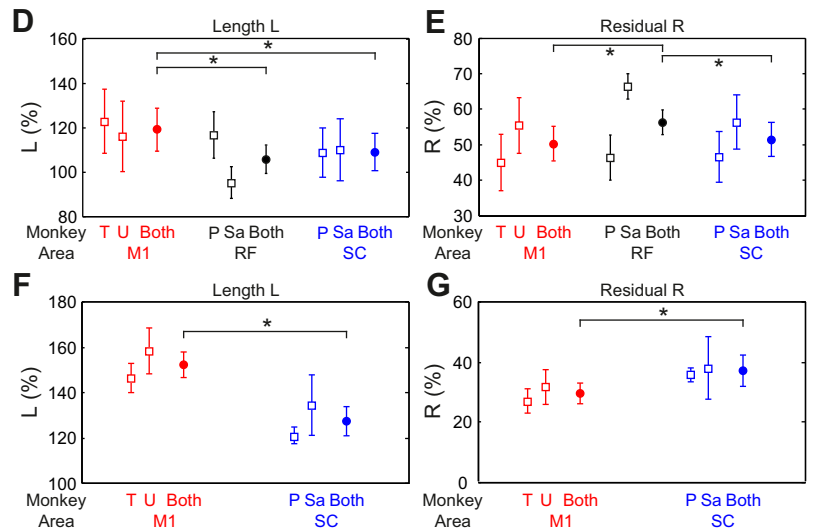 D
Length L
160
140
120
100
80
L (%)
*
*
Monkey T U Both P Sa Both P Sa Both
Area M1 RF SC
E
Residual R
80
70
60
50
40
30
R (%)
*
*
Monkey T U Both P Sa Both P Sa Both
Area M1 RF SC
F
Length L
180
160
140
120
100
L (%)
*
Monkey T U Both P Sa Both
Area M1 SC
G
Residual R
60
40
20
0
R (%)
*
Monkey T U Both P Sa Both
Area M1 SC